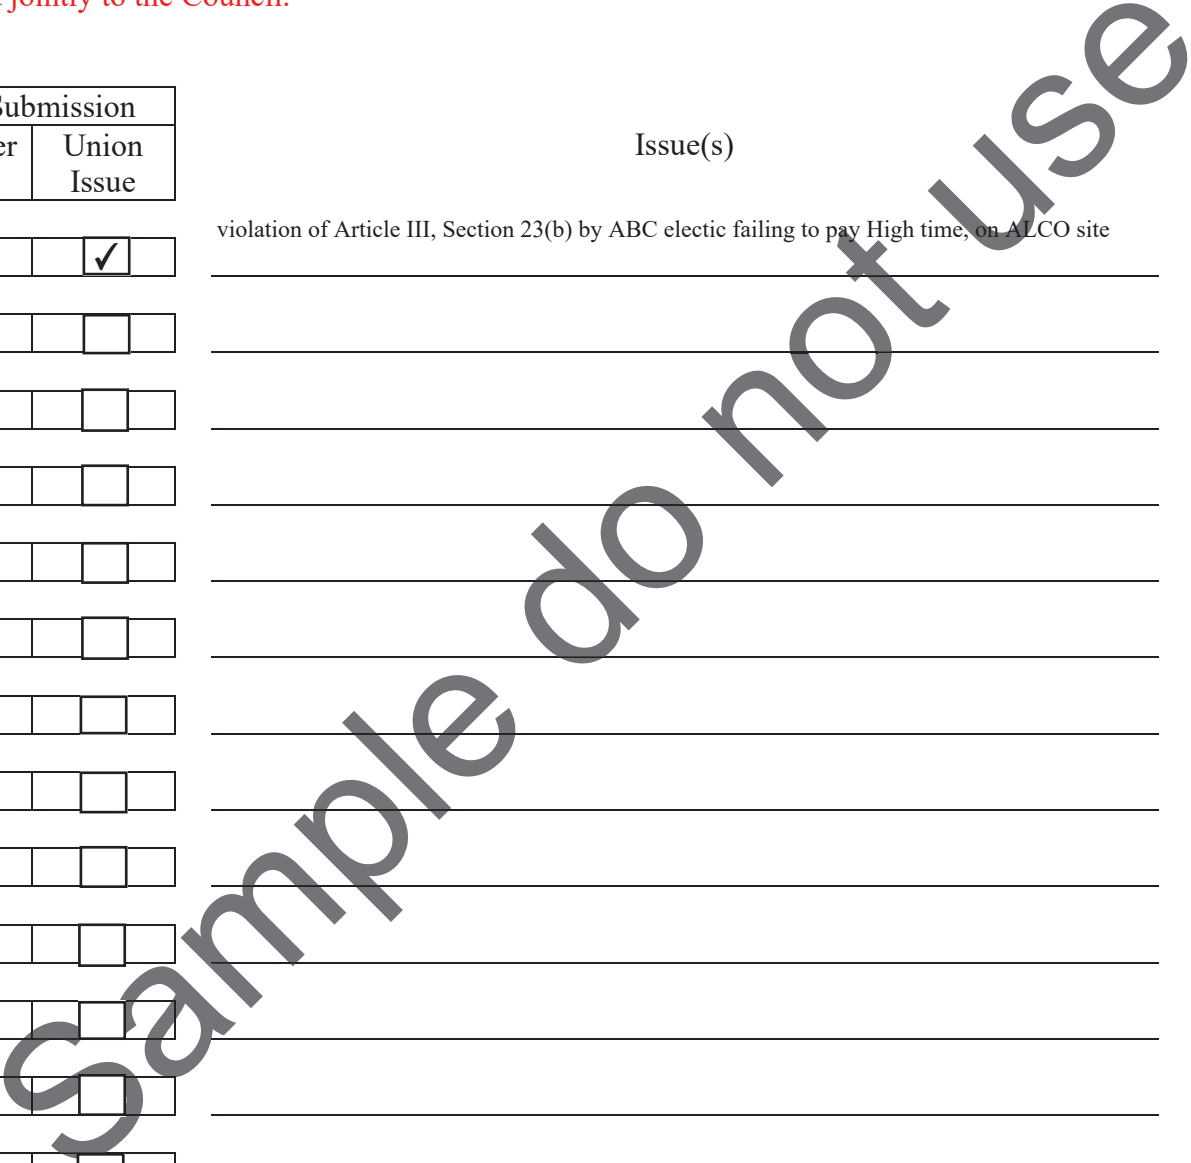 jointly to the Council.
Submission
er
Union
Issue
Issue(s)
violation of Article III, Section 23(b) by ABC electic failing to pay High time, on ALCO site
✓
Sample do not use